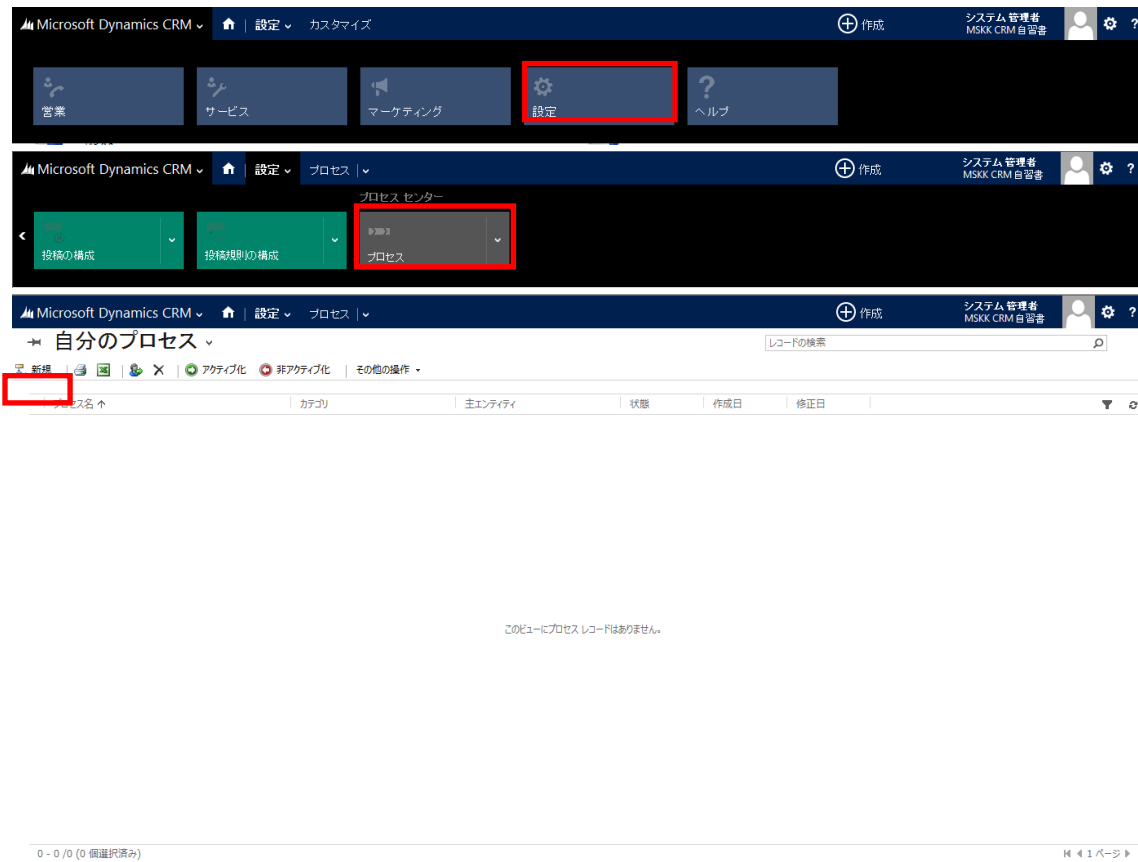 Microsoft Dynamics CRM 設定 カスタマイズ 作成 システム 管理者 ?
MSKK CRM 自習書
営業 サービス マーケティング 設定 ヘルプ
Microsoft Dynamics CRM 設定 プロセス 作成 システム 管理者 ?
MSKK CRM 自習書
プロセス センター
投稿の構成 投稿規則の構成 プロセス
Microsoft Dynamics CRM 設定 プロセス 作成 システム 管理者 ?
MSKK CRM 自習書
自分のプロセス レコードの検索
新規 アクティブ化 非アクティブ化 その他の操作
プロセス名 カテゴリ 主エンティティ 状態 作成日 修正日
このビューにプロセス レコードはありません。
0 - 0 /0 (0 個選択済み) 1 ページ